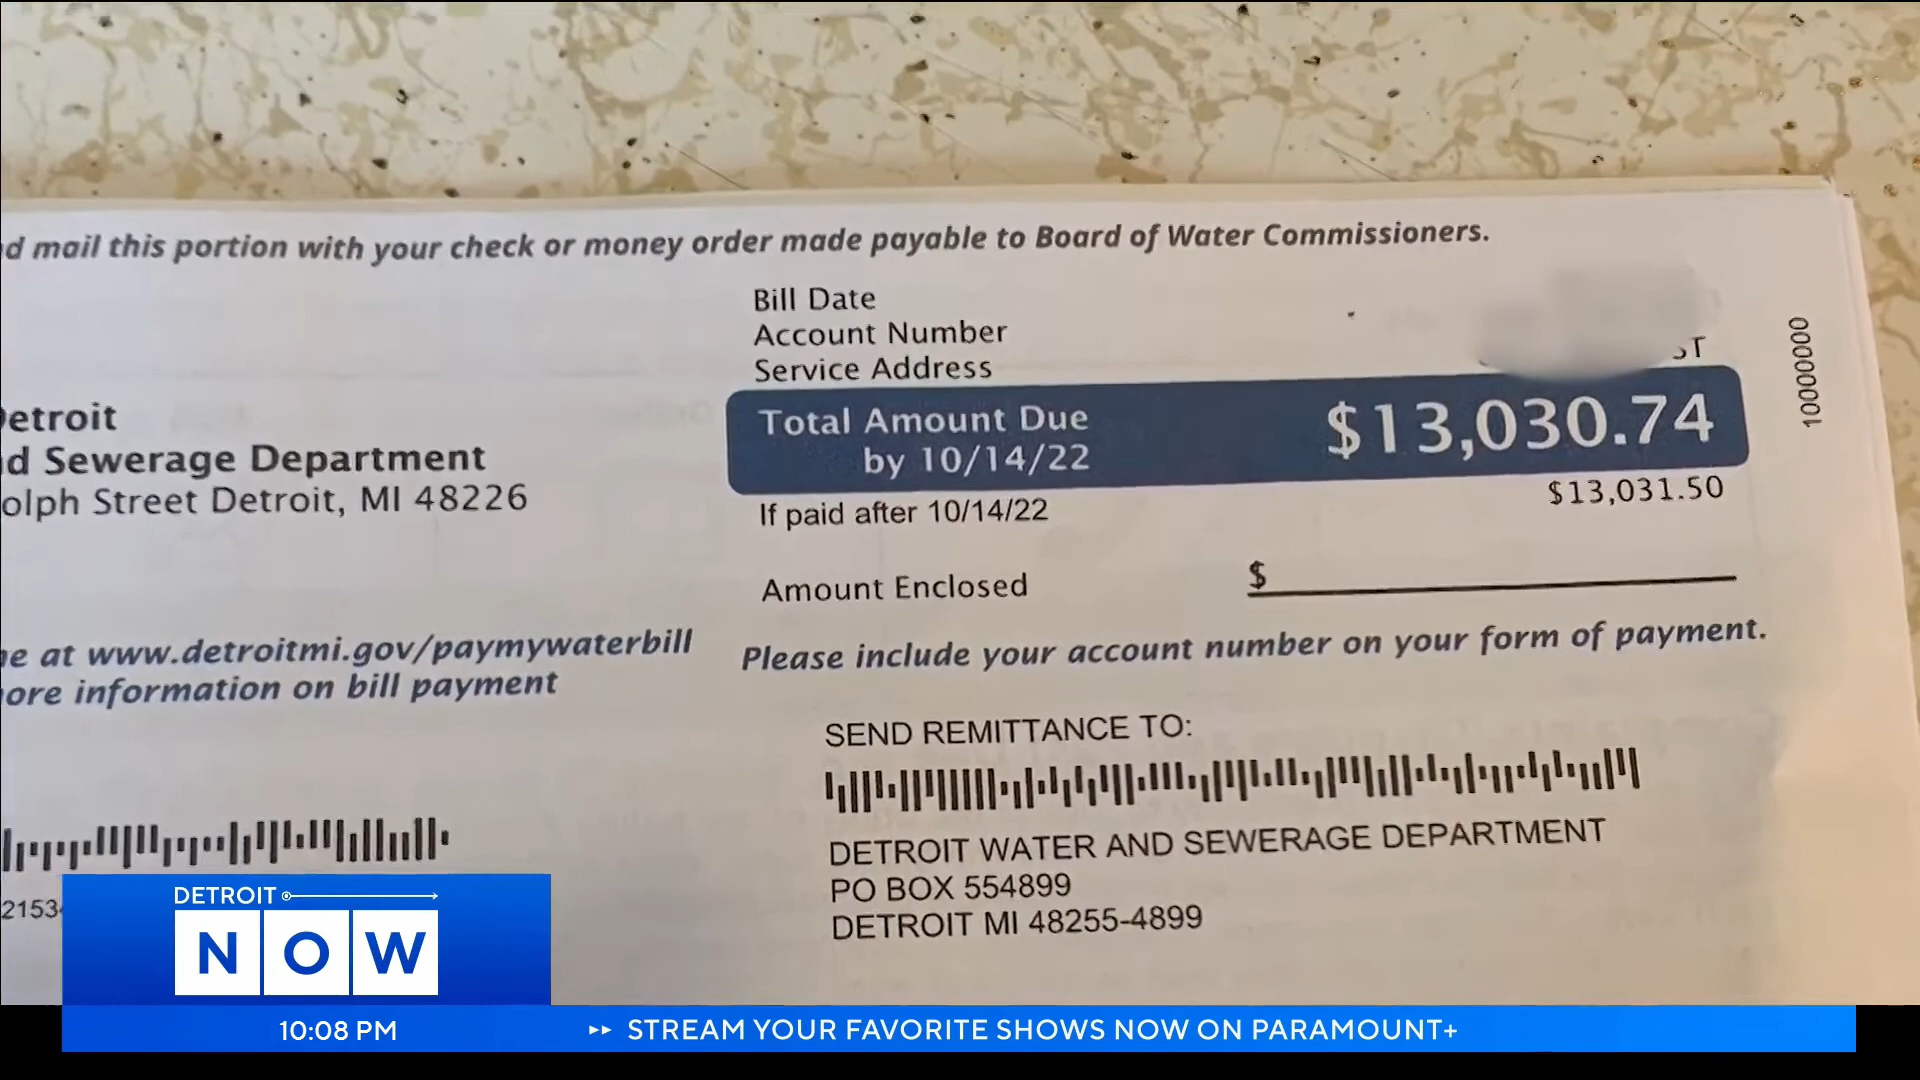 d mail this portion with your check or money order made payable to Board of Water Commissioners.
Bill Date
Account Number
Service Address
ST
10000000
etroit
d Sewerage Department
olph Street Detroit, MI 48226
Total Amount Due
by 10/14/22
$13,030.74
If paid after 10/14/22
$13,031.50
Amount Enclosed
$
e at www.detroitmi.gov/paymywaterbill
ore information on bill payment
Please include your account number on your form of payment.
SEND REMITTANCE TO:
DETROIT WATER AND SEWERAGE DEPARTMENT
PO BOX 554899
DETROIT MI 48255-4899
2153
DETROIT
NOW
10:08 PM
STREAM YOUR FAVORITE SHOWS NOW ON PARAMOUNT+